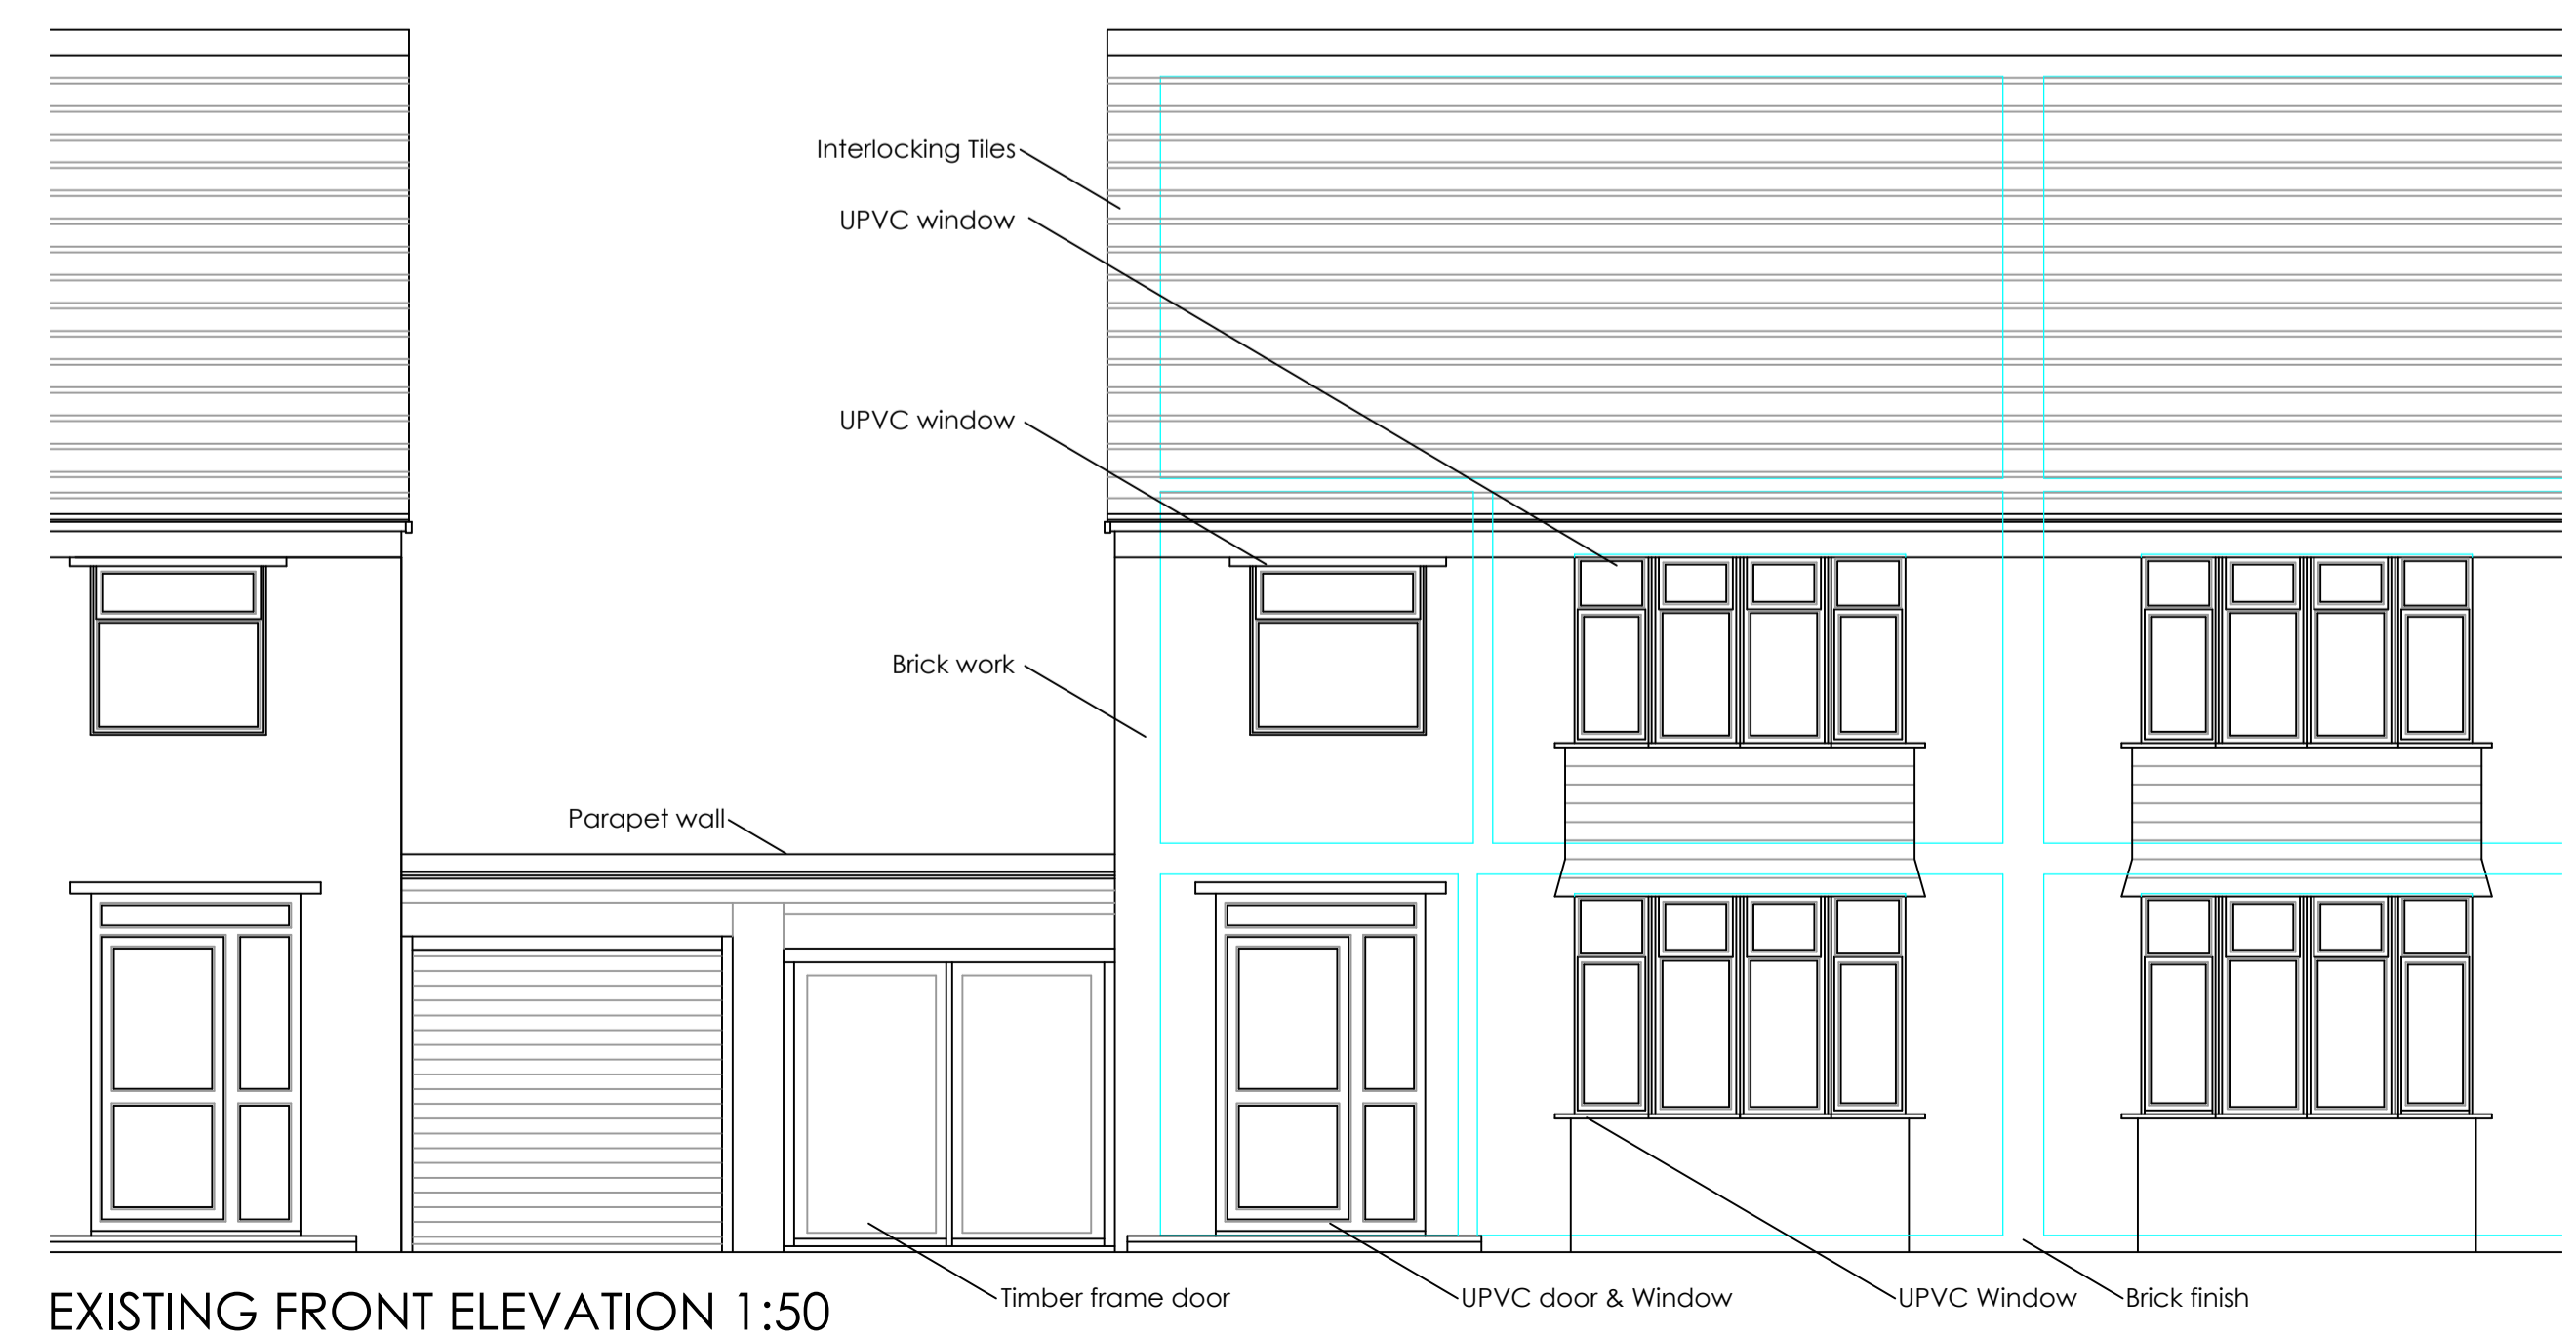 Interlocking Tiles
UPVC window
UPVC window
Brick work
Parapet wall
Timber frame door
UPVC door & Window
UPVC Window
Brick finish
EXISTING FRONT ELEVATION 1:50